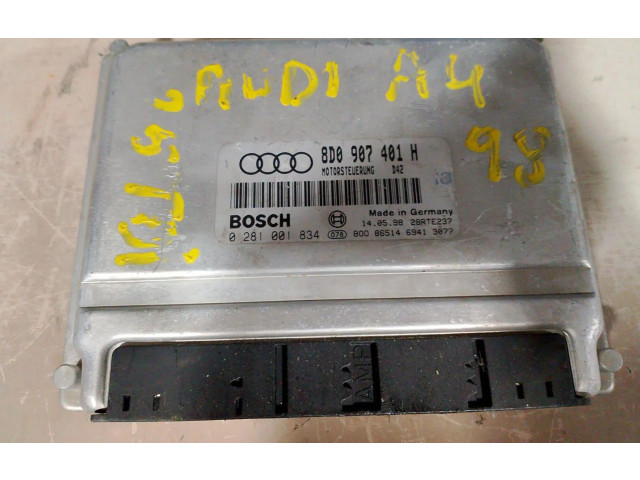 AUDI A4
98
8D0 907 401 H
MOTORSTEUERUNG D42
BOSCH
Made in Germany
14.05.98 28RTE237
0 281 001 834 078 800 86514 6941 3077
AMP